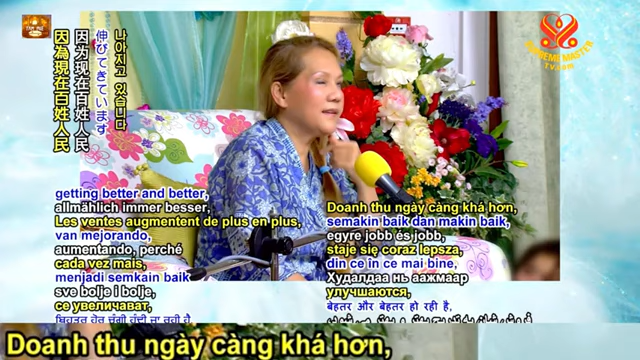 SUPREME MASTER
TV.com
나아지고 있습니다
伸びてきています
因为现在百姓人民
因為現在百姓人民
getting better and better,
allmählich immer besser,
Les ventes augmentent de plus en plus,
van mejorando,
aumentando, perché
cada vez mais,
menjadi semkain baik
sve bolje i bolje,
се увеличават,
Doanh thu ngày càng khá hơn,
semakin baik dan makin baik,
egyre jobb és jobb,
staje się coraz lepsza,
din ce în ce mai bine,
Худалдаа нь аажмаар
улучшаются,
बेहतर और बेहतर हो रही है,
Doanh thu ngày càng khá hơn,